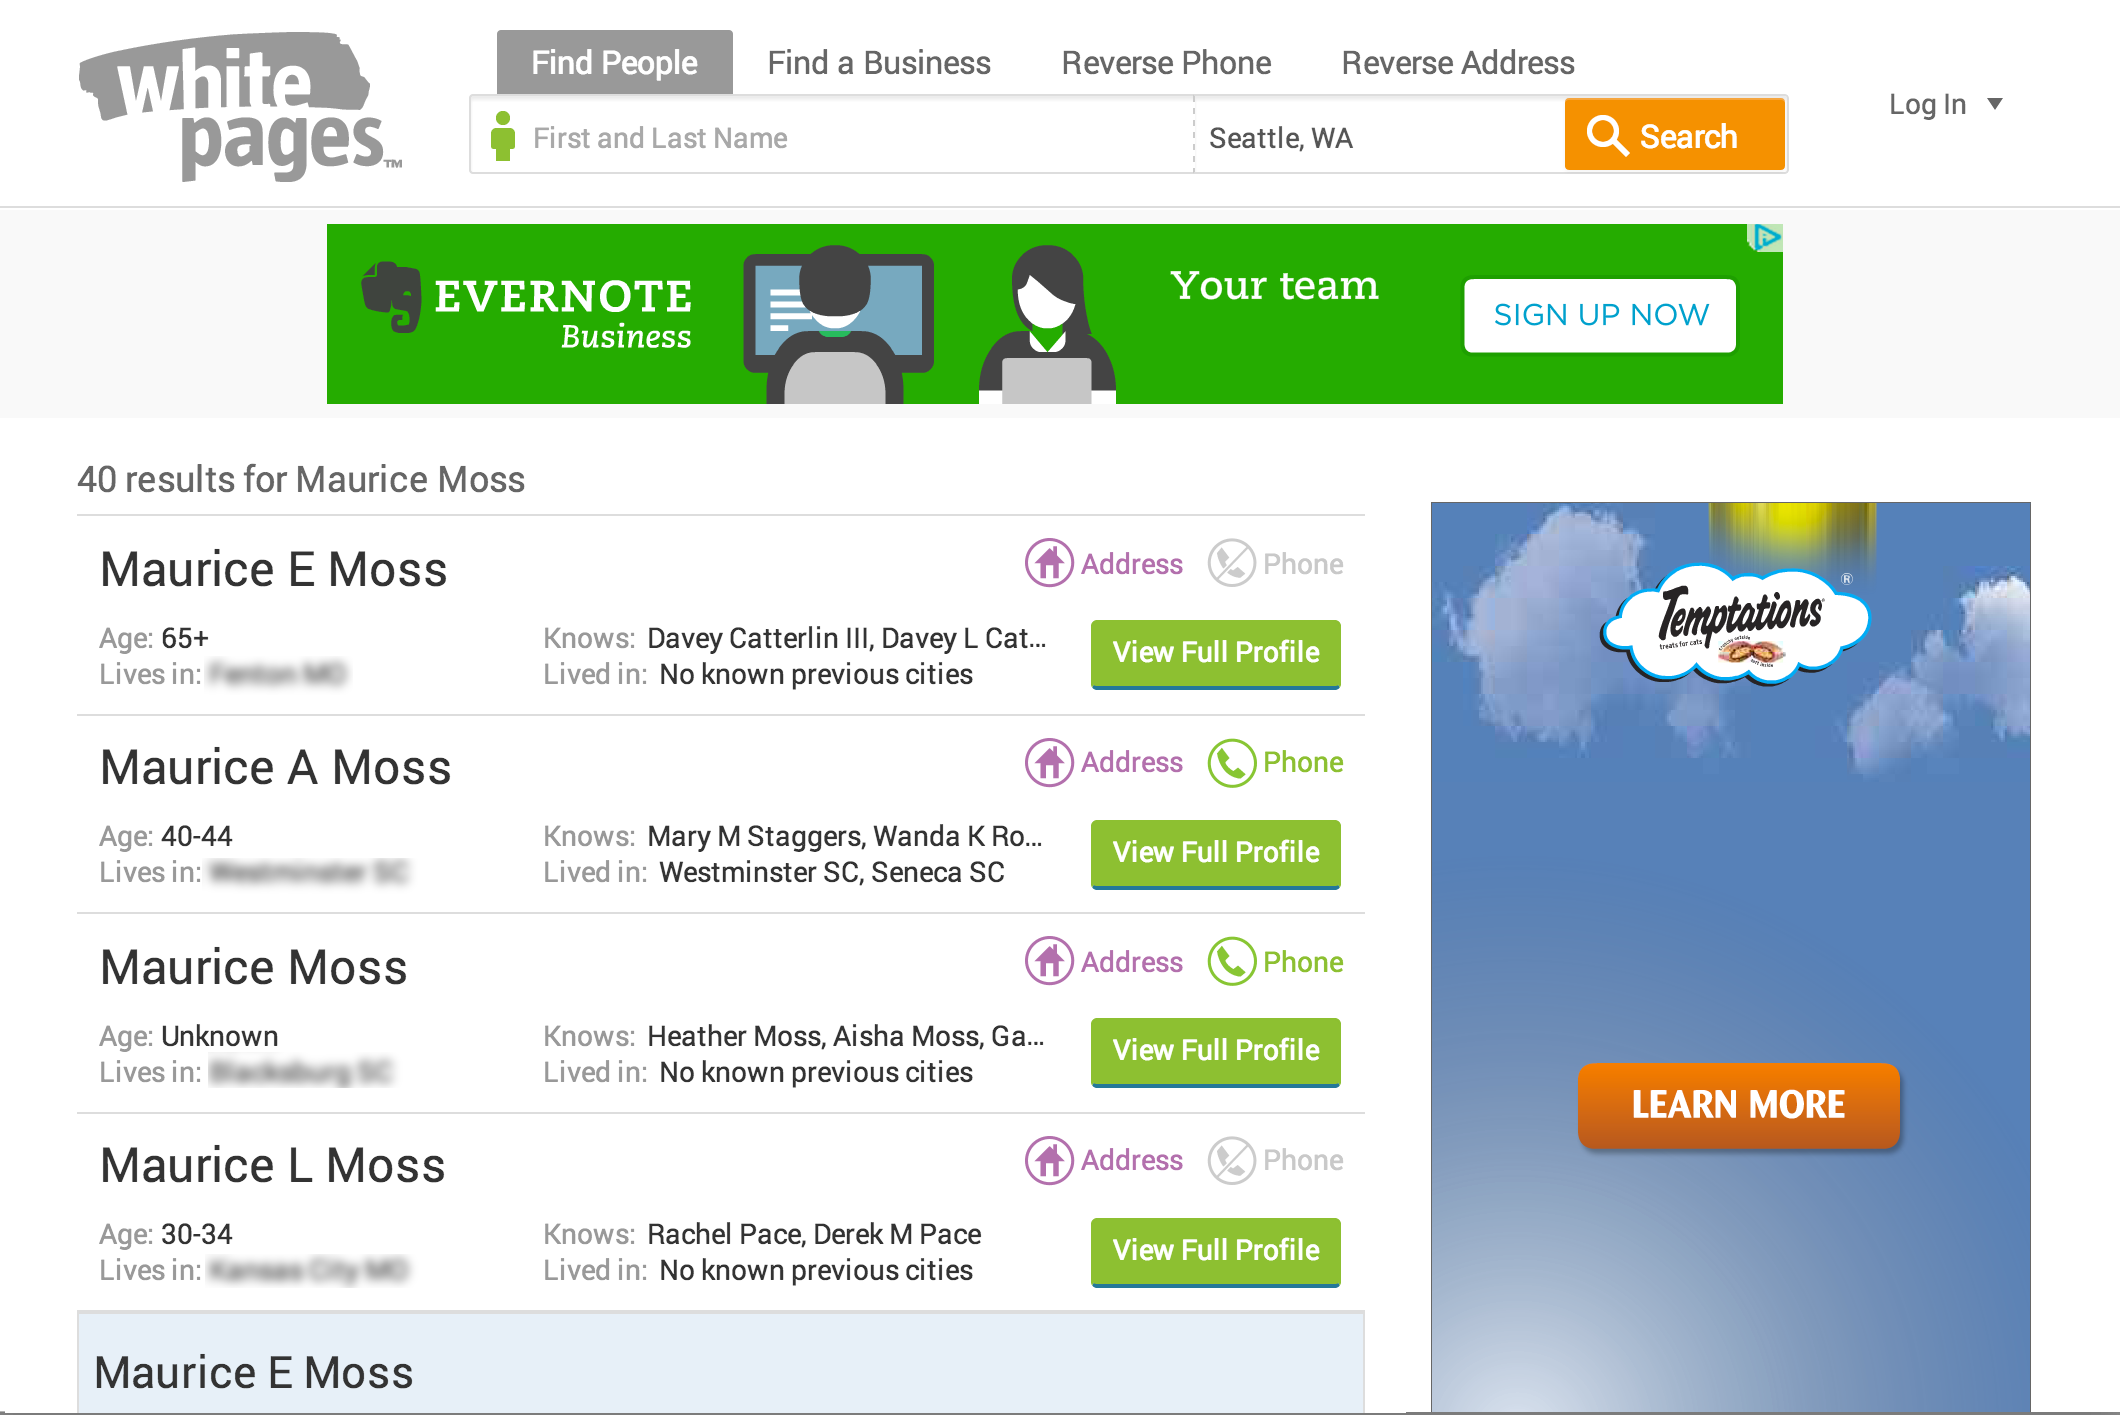 white
pages™
Find People
Find a Business
Reverse Phone
Reverse Address
First and Last Name
Seattle, WA
Search
Log In
EVERNOTE
Business
Your team
SIGN UP NOW
40 results for Maurice Moss
Maurice E Moss
Address
Phone
Age: 65+
Knows: Davey Catterlin III, Davey L Cat...
Lives in:
Lived in: No known previous cities
View Full Profile
Maurice A Moss
Address
Phone
Age: 40-44
Knows: Mary M Staggers, Wanda K Ro...
Lives in:
Lived in: Westminster SC, Seneca SC
View Full Profile
Maurice Moss
Address
Phone
Age: Unknown
Knows: Heather Moss, Aisha Moss, Ga...
Lives in:
Lived in: No known previous cities
View Full Profile
Maurice L Moss
Address
Phone
Age: 30-34
Knows: Rachel Pace, Derek M Pace
Lives in:
Lived in: No known previous cities
View Full Profile
Maurice E Moss
Temptations®
treats for cats
LEARN MORE